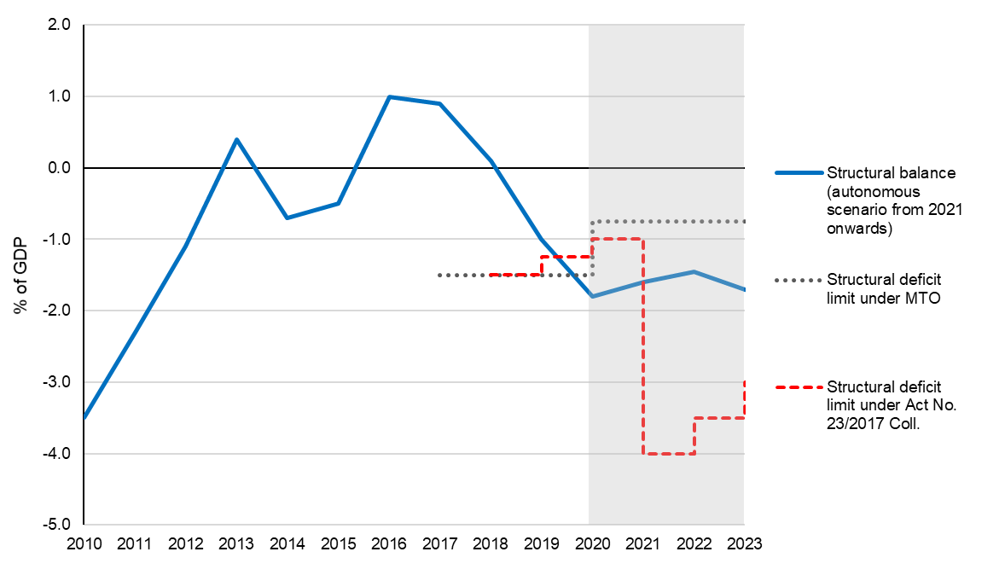 2.0
1.0
0.0
-1.0
-2.0
-3.0
-4.0
-5.0
% of GDP
2010 2011 2012 2013 2014 2015 2016 2017 2018 2019 2020 2021 2022 2023
Structural balance
(autonomous
scenario from 2021
onwards)
Structural deficit
limit under MTO
Structural deficit
limit under Act No.
23/2017 Coll.